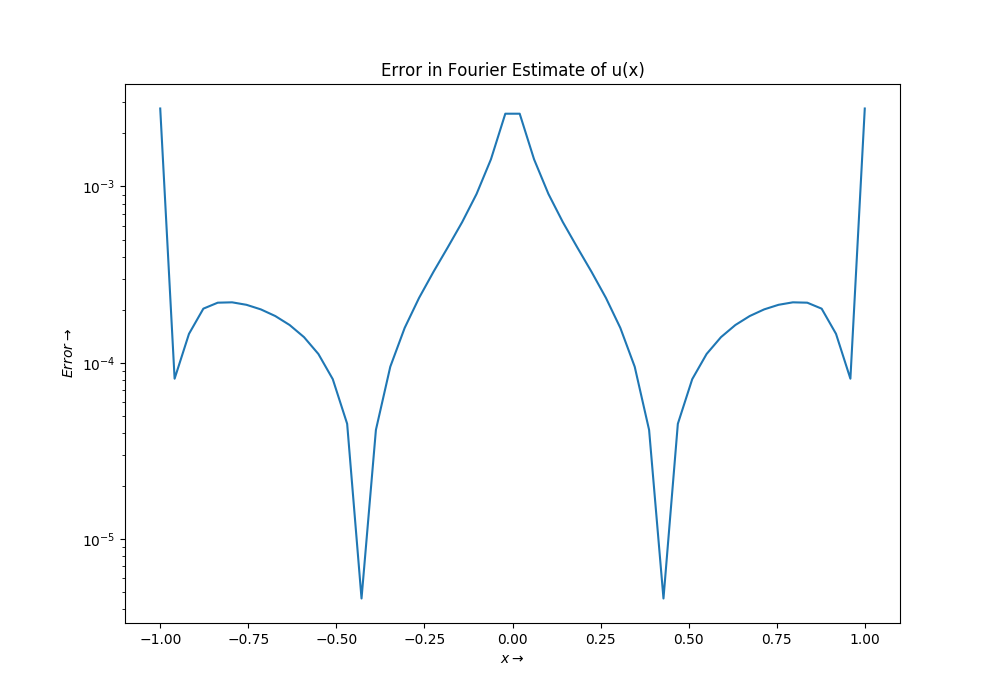 Error in Fourier Estimate of u(x)
Error →
10⁻³
10⁻⁴
10⁻⁵
−1.00 −0.75 −0.50 −0.25 0.00 0.25 0.50 0.75 1.00
x →